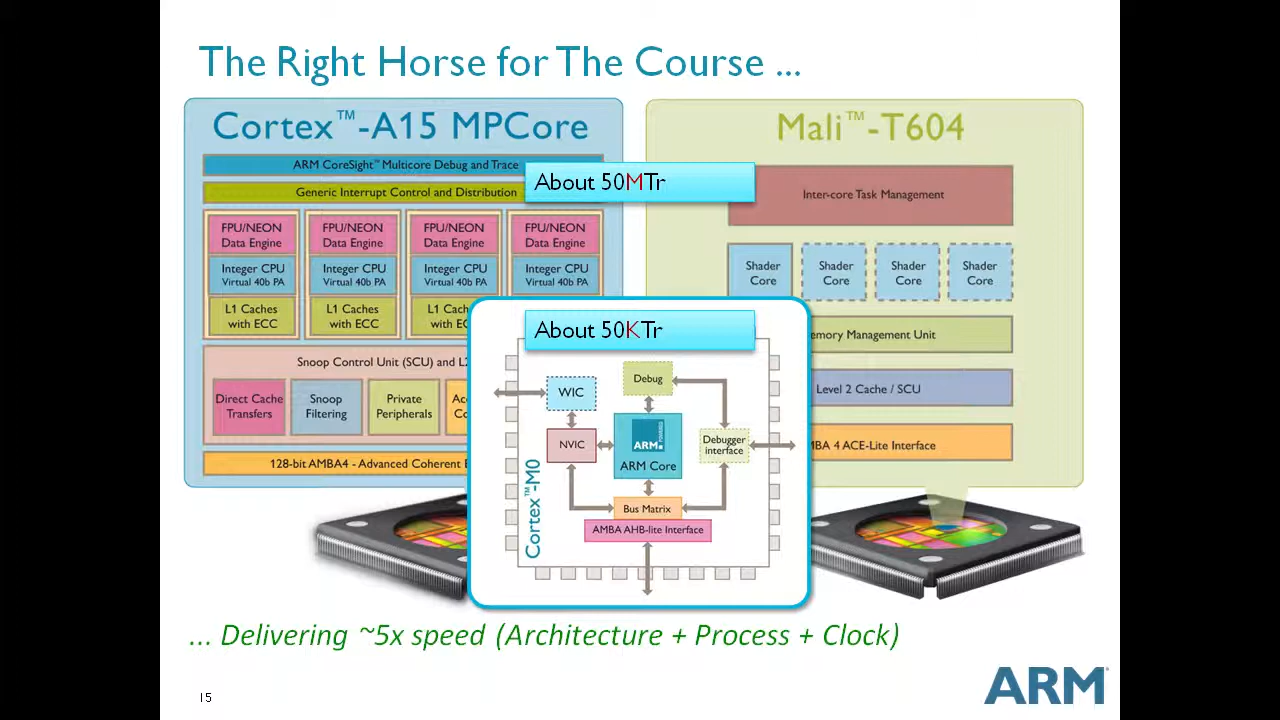 The Right Horse for The Course ...
Cortex™-A15 MPCore
ARM CoreSight™ Multicore Debug and Trace
Generic Interrupt Control and Distribution
FPU/NEON
Data Engine
FPU/NEON
Data Engine
FPU/NEON
Data Engine
FPU/NEON
Data Engine
Integer CPU
Virtual 40b PA
Integer CPU
Virtual 40b PA
Integer CPU
Virtual 40b PA
Integer CPU
Virtual 40b PA
L1 Caches
with ECC
L1 Caches
with ECC
L1 Cach
with
Snoop Control Unit (SCU) and
Direct Cache
Transfers
Snoop
Filtering
Private
Peripherals
128-bit AMBA4 - Advanced Coherent
About 50MTr
Mali™-T604
Inter-core Task Management
Shader
Core
Shader
Core
Shader
Core
Shader
Core
emory Management Unit
Level 2 Cache / SCU
BA 4 ACE-Lite Interface
About 50KTr
WIC
Debug
NVIC
ARM POWERED
ARM Core
Debugger
interface
Bus Matrix
AMBA AHB-lite Interface
Cortex™-M0
... Delivering ~5x speed (Architecture + Process + Clock)
15
ARM